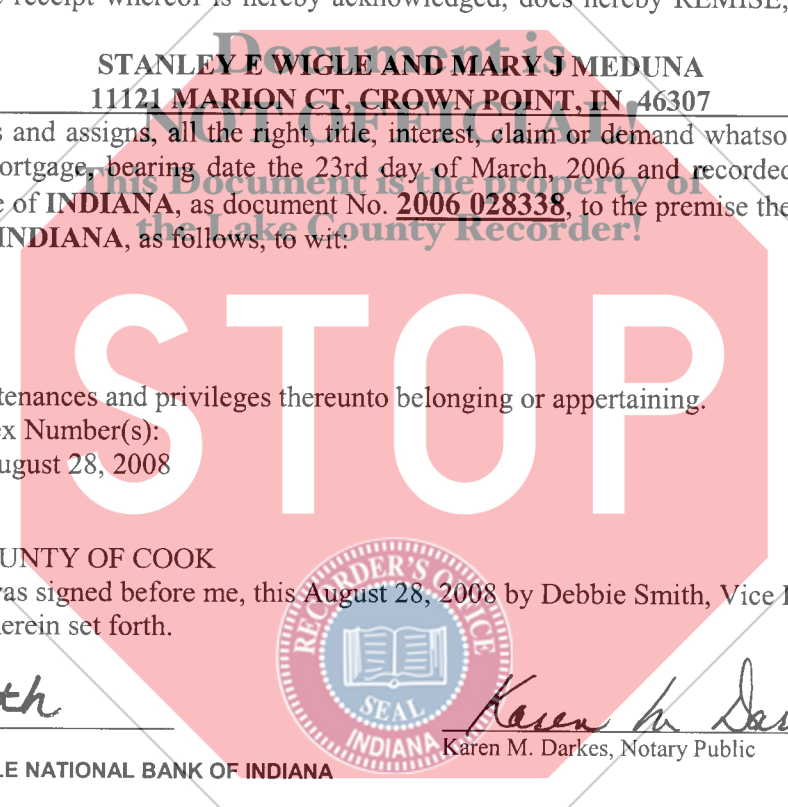 receipt whereof is hereby acknowledged, does hereby REMISE,
Document is
STANLEY E WIGLE AND MARY J MEDUNA
11121 MARION CT, CROWN POINT, IN 46307
NOT OFFICIAL!
s and assigns, all the right, title, interest, claim or demand whatso
ortgage, bearing date the 23rd day of March, 2006 and recorded
This Document is the property of
e of INDIANA, as document No. 2006 028338, to the premise the
the Lake County Recorder!
INDIANA, as follows, to wit:
STOP
tenances and privileges thereunto belonging or appertaining.
ex Number(s):
ugust 28, 2008
UNTY OF COOK
was signed before me, this August 28, 2008 by Debbie Smith, Vice
erein set forth.
RECORDER'S OFFICE
SEAL
INDIANA
th
Karen M Dar
Karen M. Darkes, Notary Public
LE NATIONAL BANK OF INDIANA